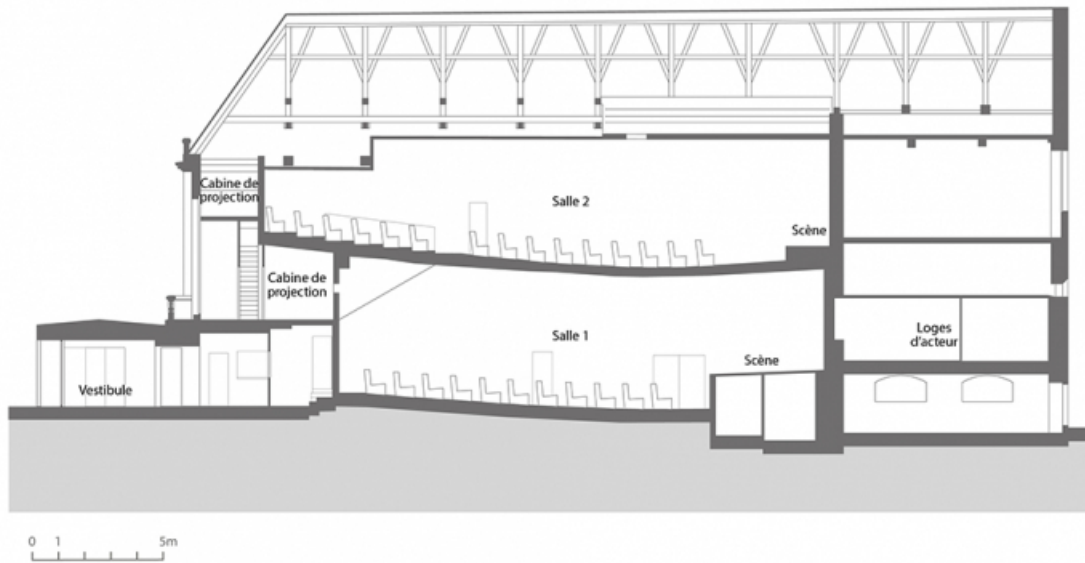 Cabine de
projection
Salle 2
Scène
Cabine de
projection
Salle 1
Scène
Loges
d'acteur
Vestibule
0 1 5m